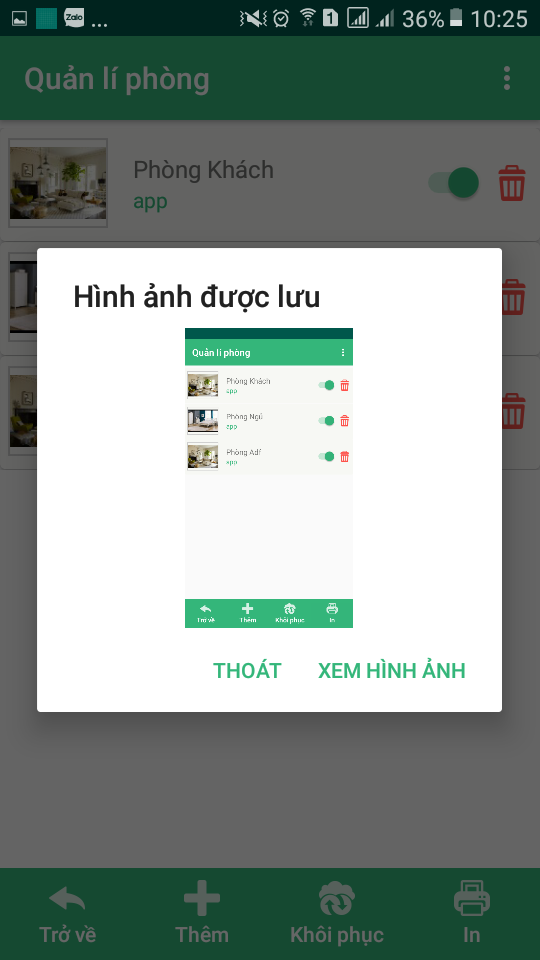 Zalo ... 1 36% 10:25
Quản lí phòng
Phòng Khách
app
Hình ảnh được lưu
Quản lí phòng
Phòng Khách
app
Phòng Ngủ
app
Phòng Adf
app
Trở về Thêm Khôi phục In
THOÁT XEM HÌNH ẢNH
Trở về Thêm Khôi phục In